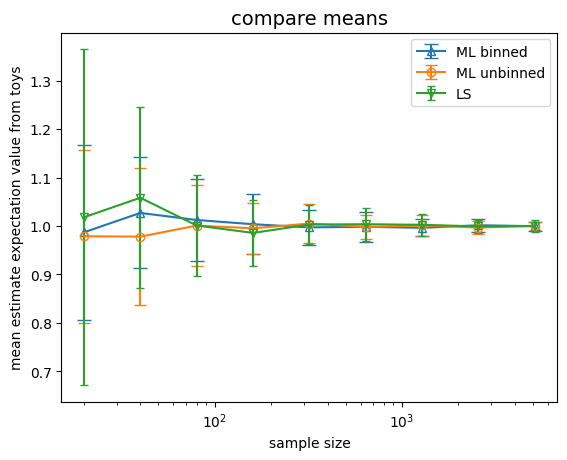 compare means
ML binned
ML unbinned
LS
mean estimate expectation value from toys
1.3
1.2
1.1
1.0
0.9
0.8
0.7
10²
10³
sample size